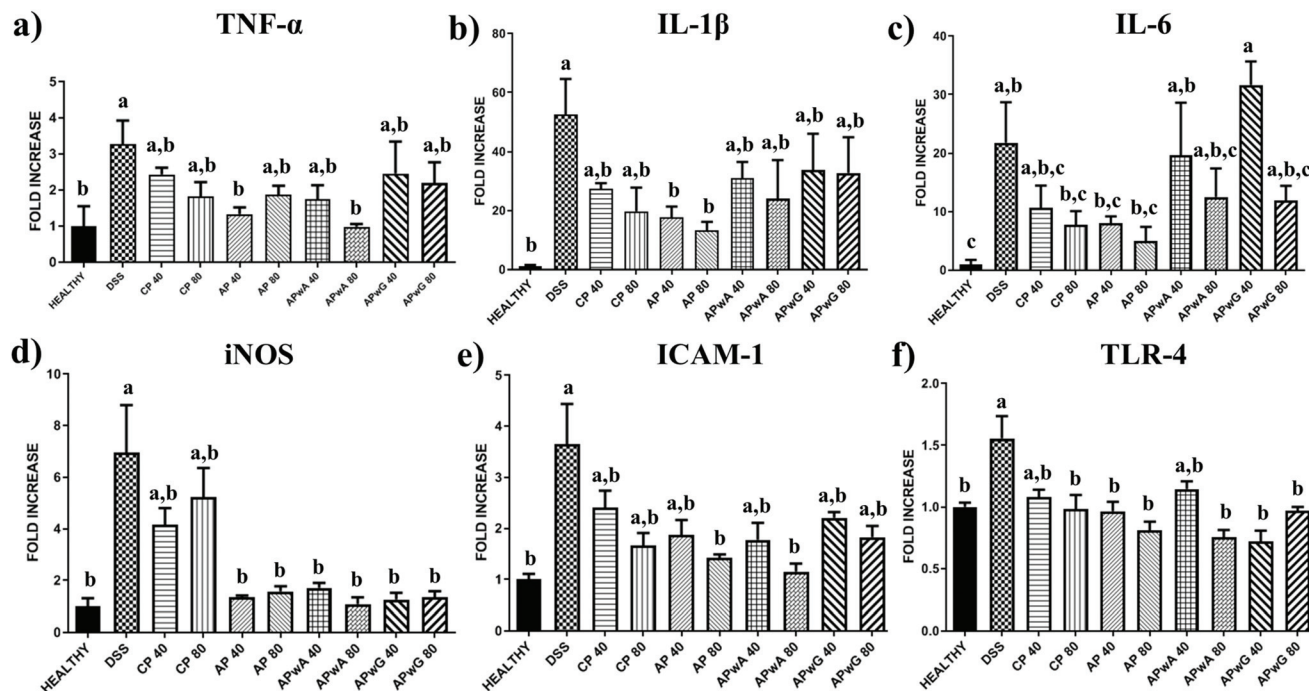 a) TNF-α
FOLD INCREASE
5
4
3
2
1
0
b a a,b a,b b a,b a,b b a,b a,b
HEALTHY DSS CP 40 CP 80 AP 40 AP 80 APwA 40 APwA 80 APwG 40 APwG 80
b) IL-1β
FOLD INCREASE
80
60
40
20
0
b a a,b a,b b b a,b a,b a,b a,b
HEALTHY DSS CP 40 CP 80 AP 40 AP 80 APwA 40 APwA 80 APwG 40 APwG 80
c) IL-6
FOLD INCREASE
40
30
20
10
0
c a,b a,b,c b,c b,c b,c a,b a,b,c a a,b,c
HEALTHY DSS CP 40 CP 80 AP 40 AP 80 APwA 40 APwA 80 APwG 40 APwG 80
d) iNOS
FOLD INCREASE
10
8
6
4
2
0
b a a,b a,b b b b b b b
HEALTHY DSS CP 40 CP 80 AP 40 AP 80 APwA 40 APwA 80 APwG 40 APwG 80
e) ICAM-1
FOLD INCREASE
5
4
3
2
1
0
b a a,b a,b a,b b a,b b a,b a,b
HEALTHY DSS CP 40 CP 80 AP 40 AP 80 APwA 40 APwA 80 APwG 40 APwG 80
f) TLR-4
FOLD INCREASE
2.0
1.5
1.0
0.5
0.0
b a a,b b b b a,b b b b
HEALTHY DSS CP 40 CP 80 AP 40 AP 80 APwA 40 APwA 80 APwG 40 APwG 80